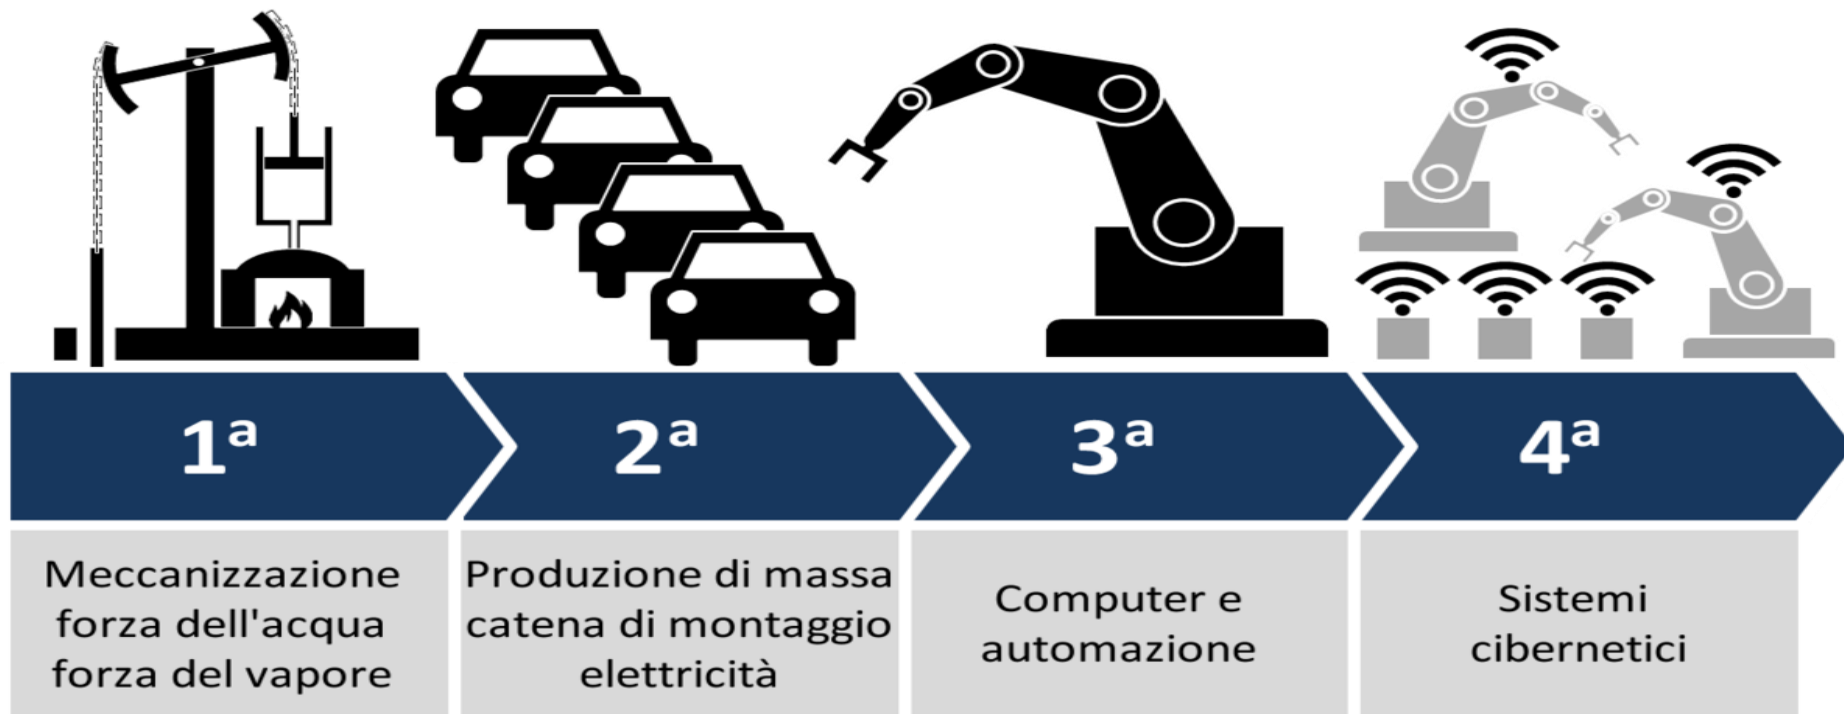 1ª
2ª
3ª
4ª
Meccanizzazione
forza dell'acqua
forza del vapore
Produzione di massa
catena di montaggio
elettricità
Computer e
automazione
Sistemi
cibernetici